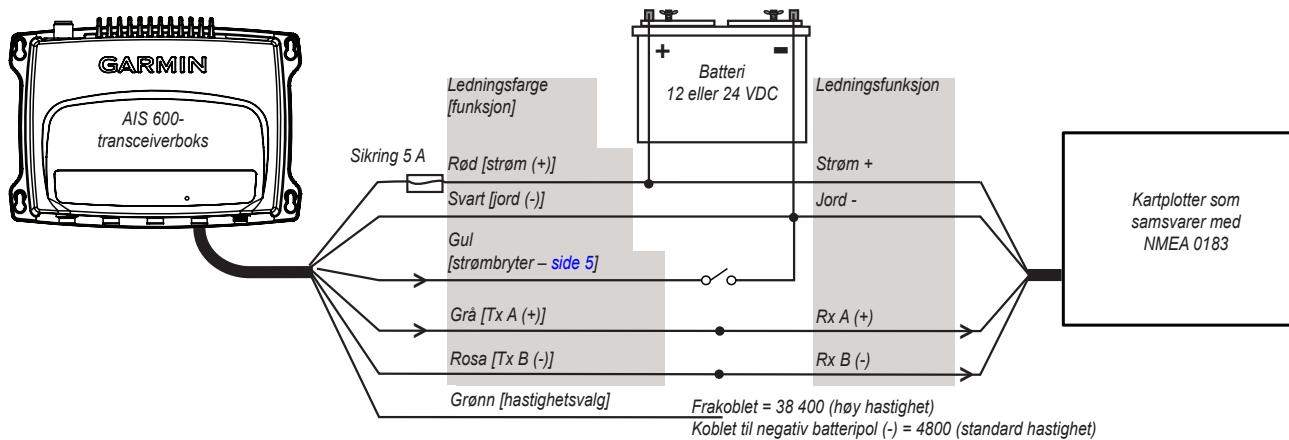 GARMIN
AIS 600-
transceiverboks
+
-
Batteri
12 eller 24 VDC
Ledningsfarge
[funksjon]
Ledningsfunksjon
Sikring 5 A
Rød [strøm (+)]
Strøm +
Svart [jord (-)]
Jord -
Gul
[strømbryter – side 5]
Grå [Tx A (+)]
Rx A (+)
Rosa [Tx B (-)]
Rx B (-)
Grønn [hastighetsvalg]
Frakoblet = 38 400 (høy hastighet)
Koblet til negativ batteripol (-) = 4800 (standard hastighet)
Kartplotter som
samsvarer med
NMEA 0183